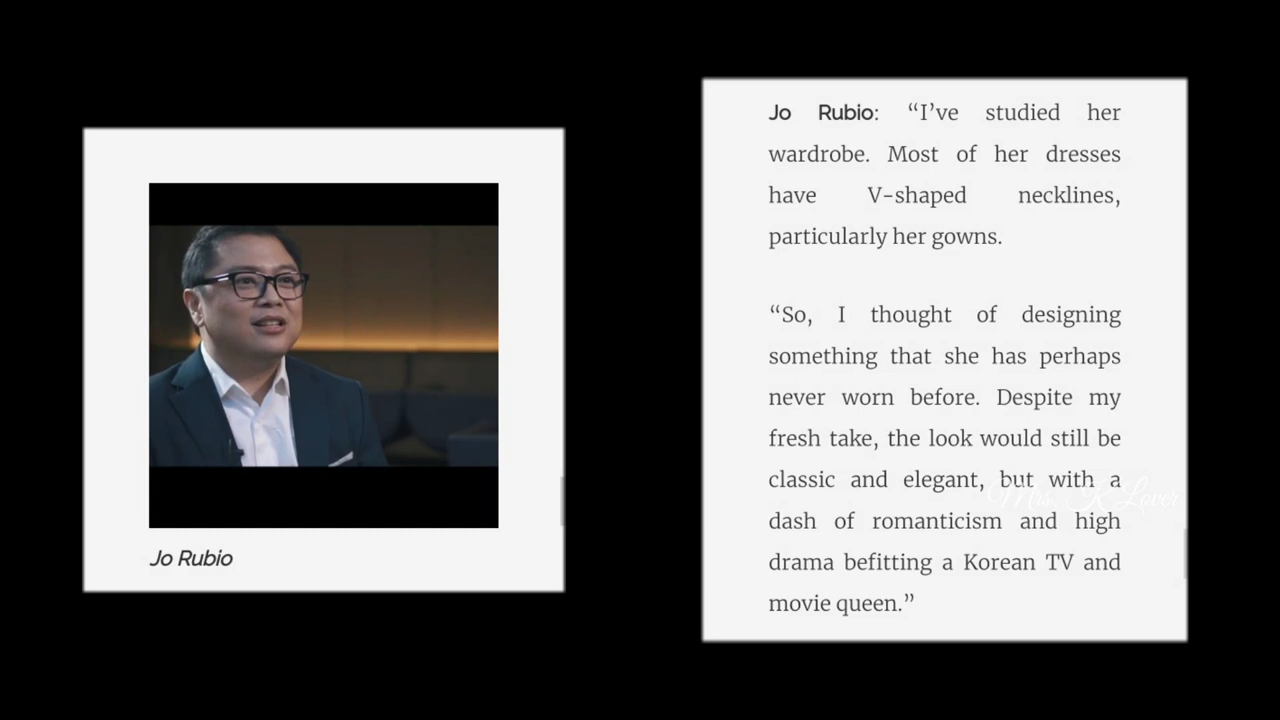 Jo Rubio
Jo Rubio: “I’ve studied her
wardrobe. Most of her dresses
have V-shaped necklines,
particularly her gowns.
“So, I thought of designing
something that she has perhaps
never worn before. Despite my
fresh take, the look would still be
classic and elegant, but with a
dash of romanticism and high
drama befitting a Korean TV and
movie queen.”
Mrs. K Lover